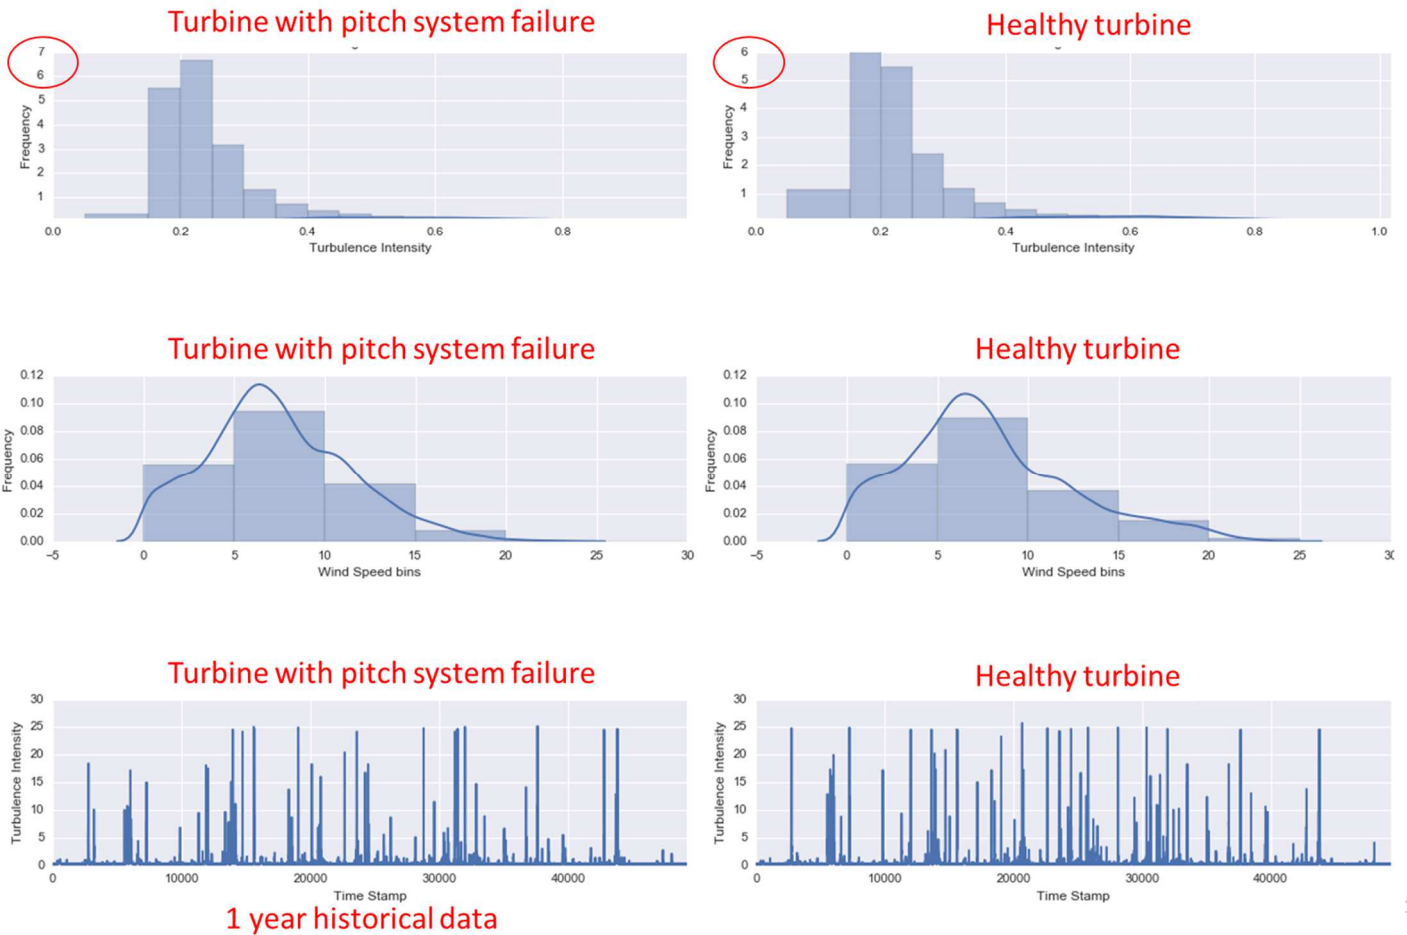 Turbine with pitch system failure
Healthy turbine
7
6
5
4
3
2
1
Frequency
0.0 0.2 0.4 0.6 0.8
Turbulence Intensity
6
5
4
3
2
1
Frequency
0.0 0.2 0.4 0.6 0.8 1.0
Turbulence Intensity
Turbine with pitch system failure
Healthy turbine
0.12
0.10
0.08
0.06
0.04
0.02
0.00
Frequency
−5 0 5 10 15 20 25 30
Wind Speed bins
0.12
0.10
0.08
0.06
0.04
0.02
0.00
Frequency
−5 0 5 10 15 20 25
Wind Speed bins
Turbine with pitch system failure
Healthy turbine
30
25
20
15
10
5
0
Turbulence Intensity
0 10000 20000 30000 40000
Time Stamp
30
25
20
15
10
5
0
Turbulence Intensity
0 10000 20000 30000 40000
Time Stamp
1 year historical data